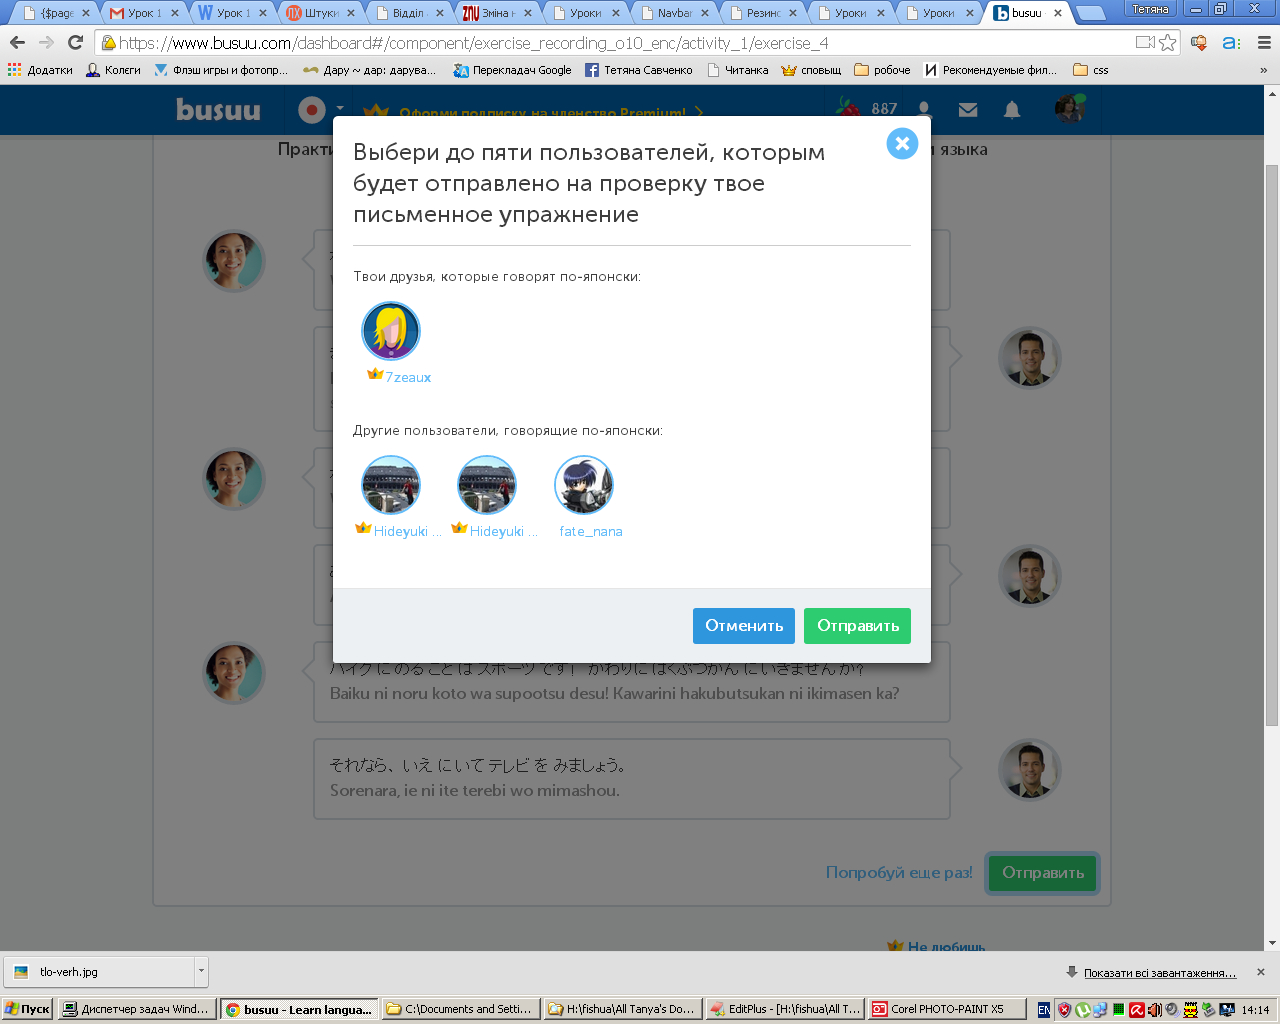 {$page
Урок 1
Урок 1
Штуки
Відділ
Зміна н
Уроки
Navbar
Резинс
Уроки
Уроки
busuu
Тетяна
https://www.busuu.com/dashboard#/component/exercise_recording_o10_enc/activity_1/exercise_4
Додатки
Колєги
Флэш игры и фотопр...
Дару ~ дар: дарува...
Перекладач Google
Тетяна Савченко
Читанка
сповыщ
робоче
Рекомендуемые фил...
css
»
busuu
Оформи подписку на членство Premium!
887
Практи
языка
Выбери до пяти пользователей, которым
будет отправлено на проверку твое
письменное упражнение
Твои друзья, которые говорят по-японски:
7zeaux
Другие пользователи, говорящие по-японски:
Hideyuki ...
Hideyuki ...
fate_nana
Отменить
Отправить
バイク に のる こと は スポーツ です！ かわりに はくぶつかん に いきません か？
Baiku ni noru koto wa supootsu desu! Kawarini hakubutsukan ni ikimasen ka?
それなら、いえ に いて テレビ を みましょう。
Sorenara, ie ni ite terebi wo mimashou.
Попробуй еще раз!
Отправить
Не любишь
tlo-verh.jpg
Показати всі завантаження...
Пуск
Диспетчер задач Wind...
busuu - Learn langua...
C:\Documents and Setti...
H:\fishua\All Tanya's Do...
EditPlus - [H:\fishua\All T...
Corel PHOTO-PAINT X5
EN
14:14